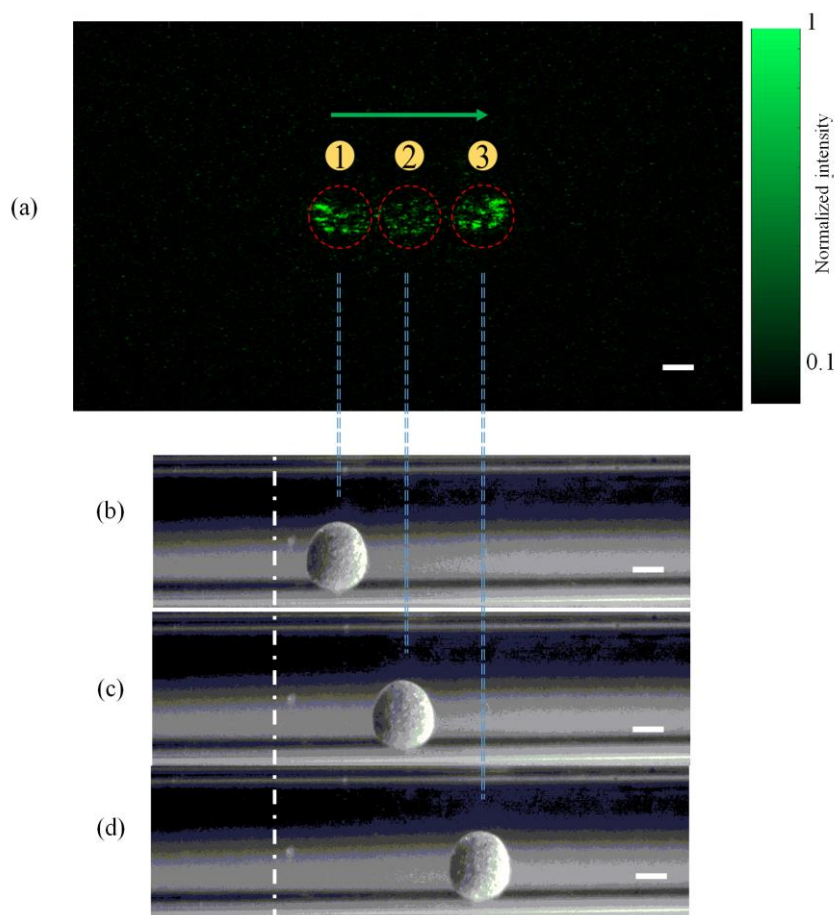 1
① ② ③
(a)
Normalized intensity
0.1
(b)
(c)
(d)